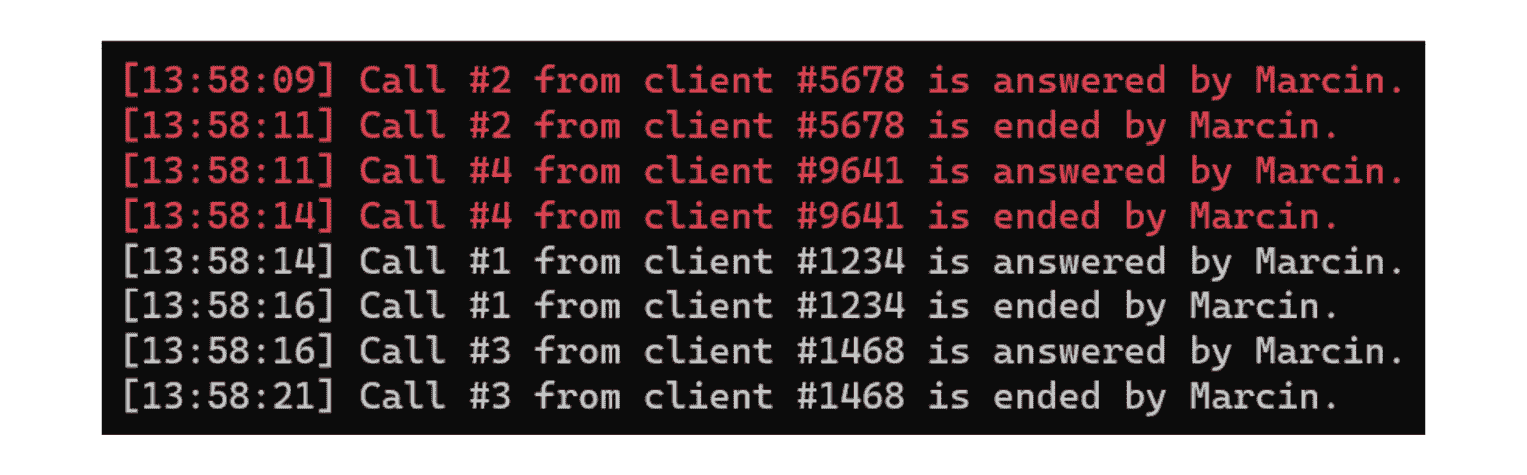 [13:58:09] Call #2 from client #5678 is answered by Marcin.
[13:58:11] Call #2 from client #5678 is ended by Marcin.
[13:58:11] Call #4 from client #9641 is answered by Marcin.
[13:58:14] Call #4 from client #9641 is ended by Marcin.
[13:58:14] Call #1 from client #1234 is answered by Marcin.
[13:58:16] Call #1 from client #1234 is ended by Marcin.
[13:58:16] Call #3 from client #1468 is answered by Marcin.
[13:58:21] Call #3 from client #1468 is ended by Marcin.